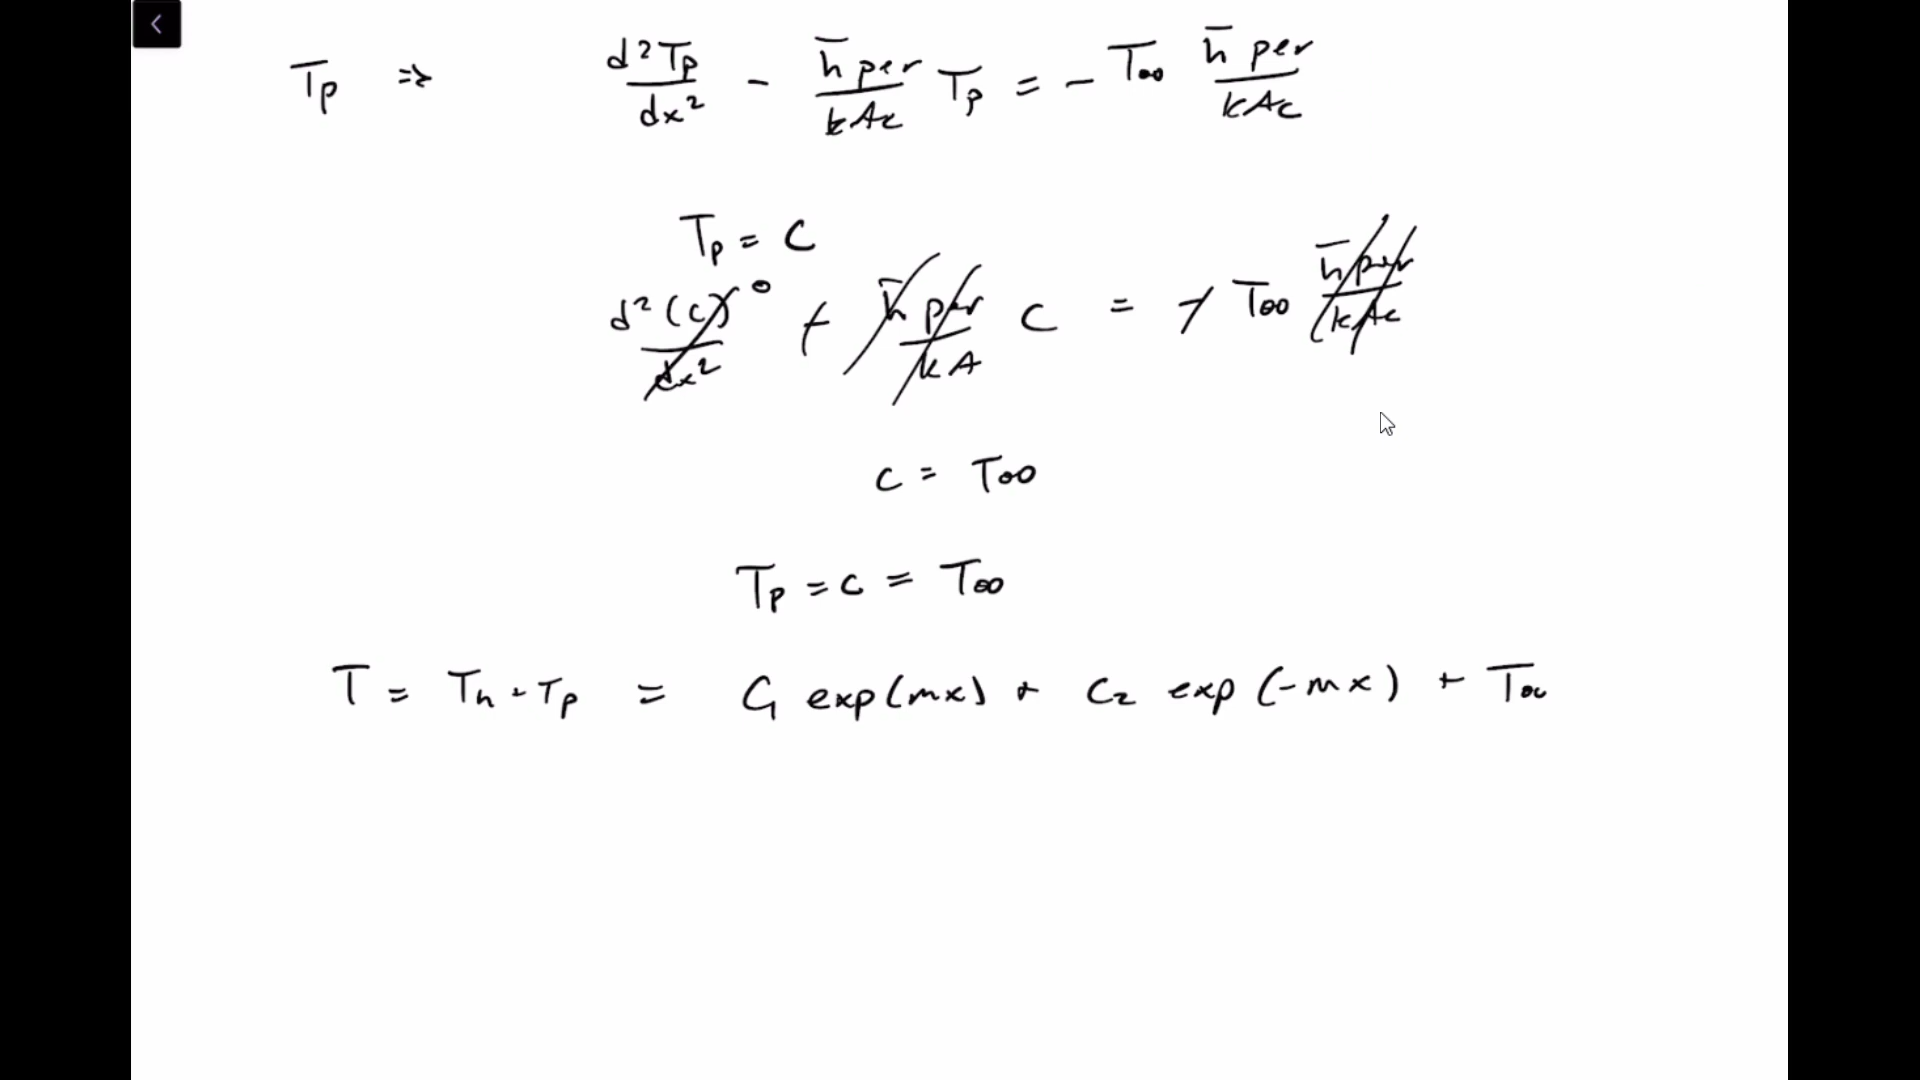 Tp ⇒ d²Tp/dx² - h̄ per/kAc Tp = - T∞ h̄ per/kAc
Tp = C
d²(c)/dx² 0 - h̄ per/kA C = - T∞ h̄ per/kAc
C = T∞
Tp = C = T∞
T = Th + Tp = C1 exp(mx) + C2 exp(-mx) + T∞